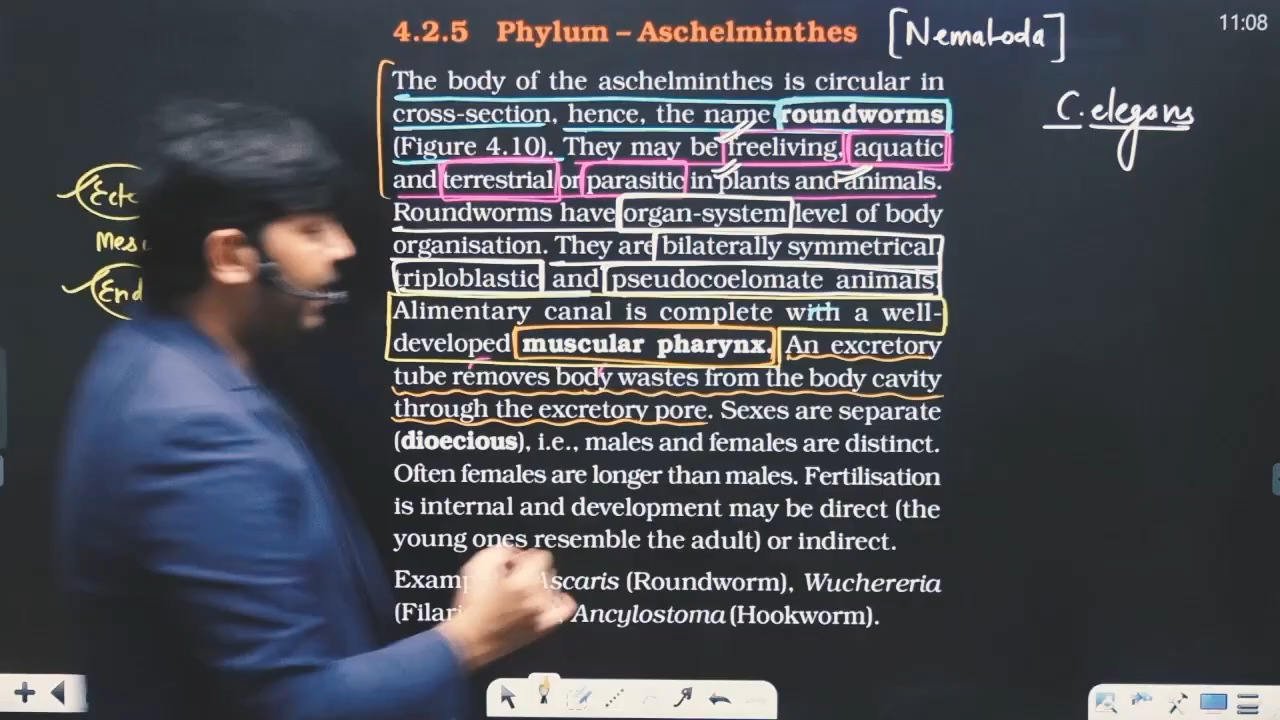 4.2.5 Phylum – Aschelminthes [Nematoda]
11:08
The body of the aschelminthes is circular in
cross-section, hence, the name roundworms
(Figure 4.10). They may be freeliving, aquatic
and terrestrial or parasitic in plants and animals.
Roundworms have organ-system level of body
organisation. They are bilaterally symmetrical,
triploblastic and pseudocoelomate animals.
Alimentary canal is complete with a well-
developed muscular pharynx. An excretory
tube removes body wastes from the body cavity
through the excretory pore. Sexes are separate
(dioecious), i.e., males and females are distinct.
Often females are longer than males. Fertilisation
is internal and development may be direct (the
young ones resemble the adult) or indirect.
Ascaris (Roundworm), Wuchereria
Ancylostoma (Hookworm).
C. elegans